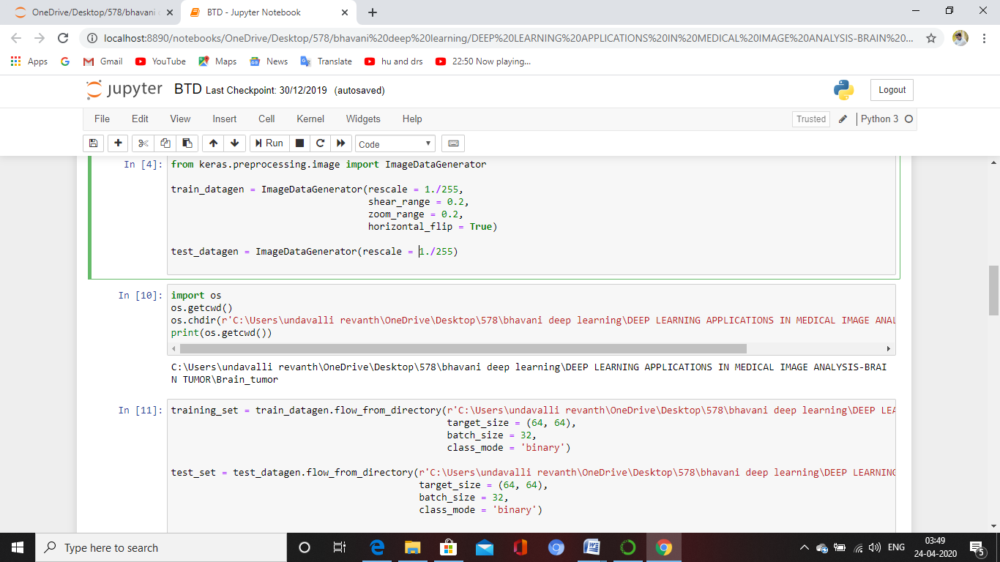 OneDrive/Desktop/578/bhavani
BTD - Jupyter Notebook
localhost:8890/notebooks/OneDrive/Desktop/578/bhavani%20deep%20learning/DEEP%20LEARNING%20APPLICATIONS%20IN%20MEDICAL%20IMAGE%20ANALYSIS-BRAIN%20...
Apps Gmail YouTube Maps News Translate hu and drs 22:50 Now playing...
jupyter BTD Last Checkpoint: 30/12/2019 (autosaved) Logout
File Edit View Insert Cell Kernel Widgets Help Trusted Python 3
Run Code
In [4]: from keras.preprocessing.image import ImageDataGenerator
train_datagen = ImageDataGenerator(rescale = 1./255,
shear_range = 0.2,
zoom_range = 0.2,
horizontal_flip = True)
test_datagen = ImageDataGenerator(rescale = 1./255)
In [10]: import os
os.getcwd()
os.chdir(r'C:\Users\undavalli revanth\OneDrive\Desktop\578\bhavani deep learning\DEEP LEARNING APPLICATIONS IN MEDICAL IMAGE ANAL
print(os.getcwd())
C:\Users\undavalli revanth\OneDrive\Desktop\578\bhavani deep learning\DEEP LEARNING APPLICATIONS IN MEDICAL IMAGE ANALYSIS-BRAI
N TUMOR\Brain_tumor
In [11]: training_set = train_datagen.flow_from_directory(r'C:\Users\undavalli revanth\OneDrive\Desktop\578\bhavani deep learning\DEEP LEA
target_size = (64, 64),
batch_size = 32,
class_mode = 'binary')
test_set = test_datagen.flow_from_directory(r'C:\Users\undavalli revanth\OneDrive\Desktop\578\bhavani deep learning\DEEP LEARNING
target_size = (64, 64),
batch_size = 32,
class_mode = 'binary')
Type here to search
ENG
03:49
24-04-2020
5